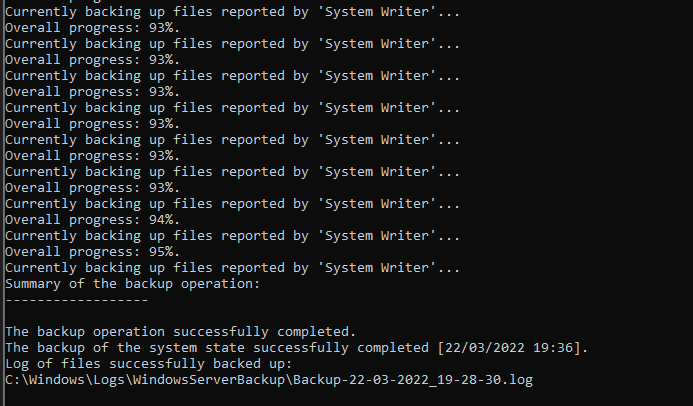 Currently backing up files reported by 'System Writer'...
Overall progress: 93%.
Currently backing up files reported by 'System Writer'...
Overall progress: 93%.
Currently backing up files reported by 'System Writer'...
Overall progress: 93%.
Currently backing up files reported by 'System Writer'...
Overall progress: 93%.
Currently backing up files reported by 'System Writer'...
Overall progress: 93%.
Currently backing up files reported by 'System Writer'...
Overall progress: 93%.
Currently backing up files reported by 'System Writer'...
Overall progress: 94%.
Currently backing up files reported by 'System Writer'...
Overall progress: 95%.
Currently backing up files reported by 'System Writer'...
Summary of the backup operation:
------------------
The backup operation successfully completed.
The backup of the system state successfully completed [22/03/2022 19:36].
Log of files successfully backed up:
C:\Windows\Logs\WindowsServerBackup\Backup-22-03-2022_19-28-30.log